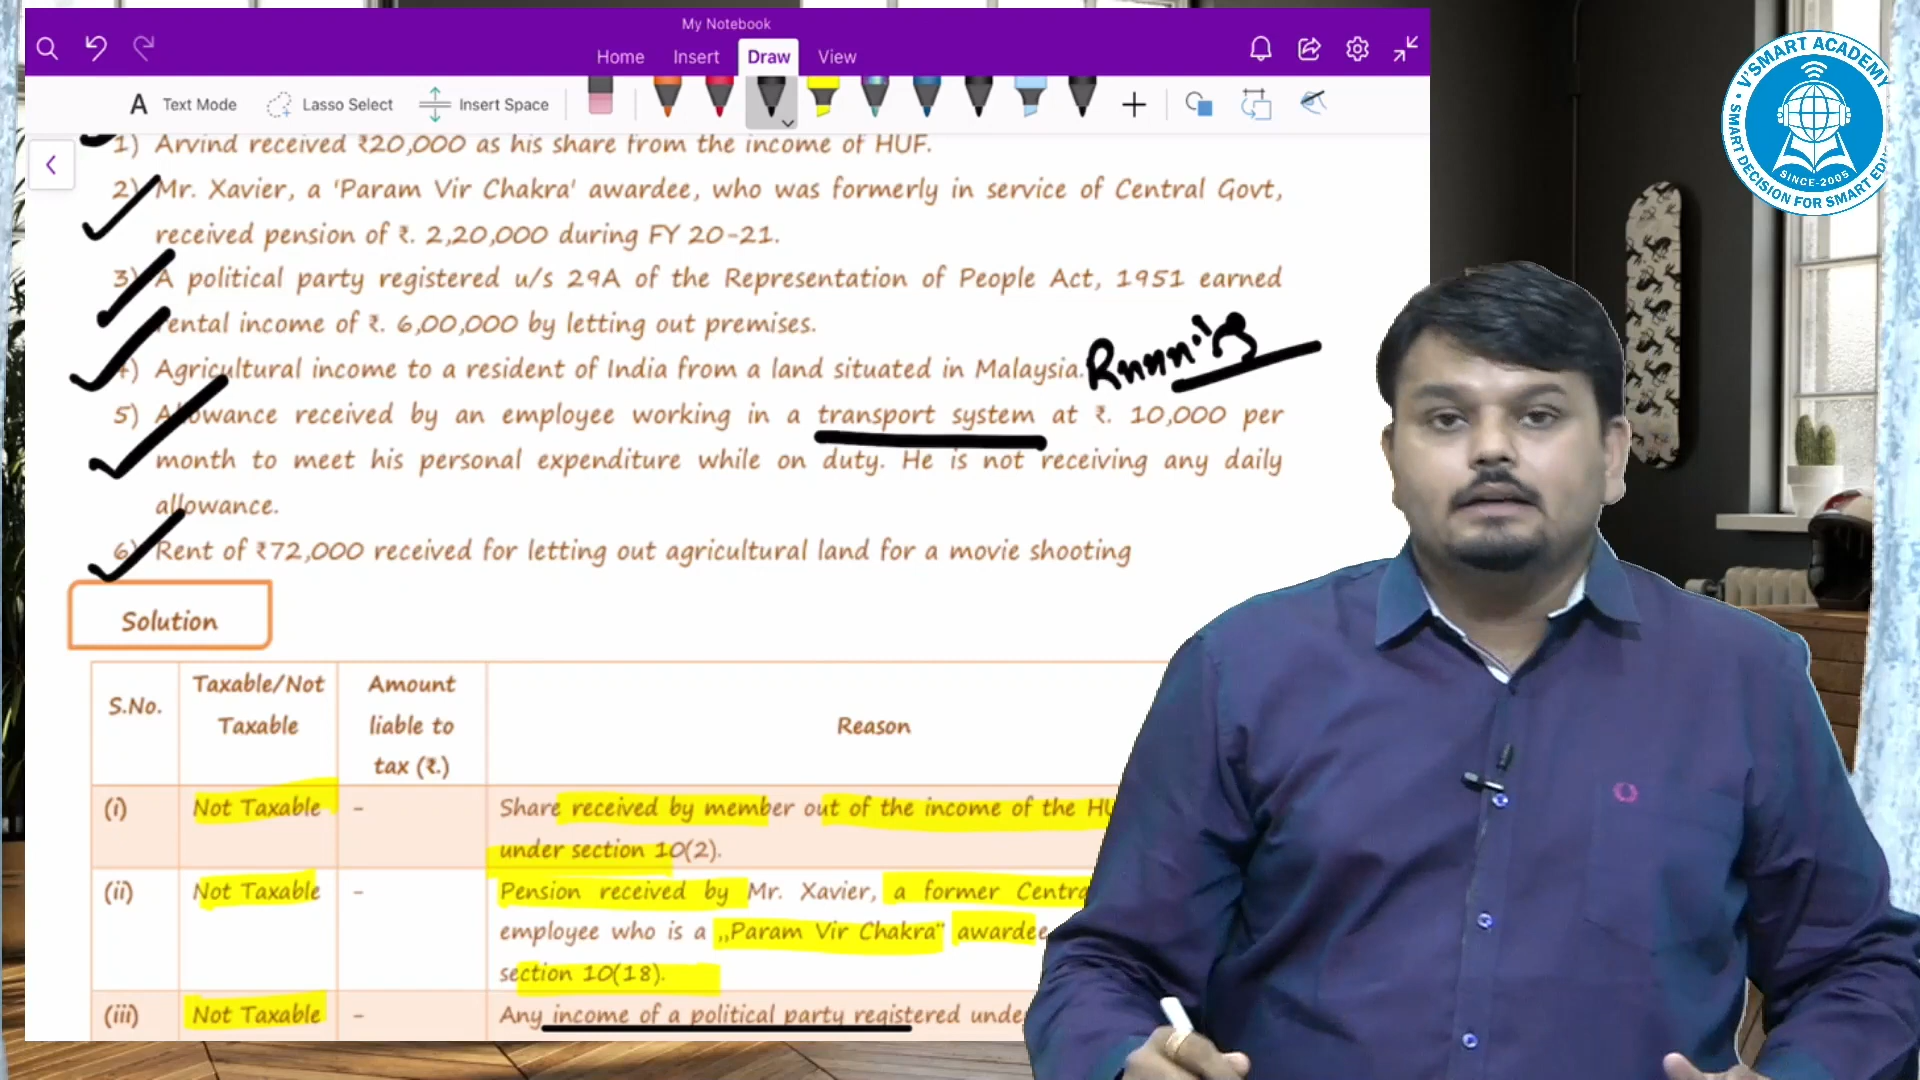 My Notebook
Home Insert Draw View
Text Mode Lasso Select Insert Space
1) Arvind received ₹20,000 as his share from the income of HUF.
2) Mr. Xavier, a 'Param Vir Chakra' awardee, who was formerly in service of Central Govt,
received pension of ₹. 2,20,000 during FY 20-21.
3) A political party registered u/s 29A of the Representation of People Act, 1951 earned
rental income of ₹. 6,00,000 by letting out premises.
4) Agricultural income to a resident of India from a land situated in Malaysia.
Running
5) Allowance received by an employee working in a transport system at ₹. 10,000 per
month to meet his personal expenditure while on duty. He is not receiving any daily
allowance.
6) Rent of ₹72,000 received for letting out agricultural land for a movie shooting
Solution
S.No. Taxable/Not Taxable Amount liable to tax (₹.) Reason
(i) Not Taxable – Share received by member out of the income of the HU
under section 10(2).
(ii) Not Taxable – Pension received by Mr. Xavier, a former Centra
employee who is a „Param Vir Chakra" awardee
section 10(18).
(iii) Not Taxable – Any income of a political party registered unde
V'SMART ACADEMY
SMART DECISION FOR SMART EDU
SINCE-2005